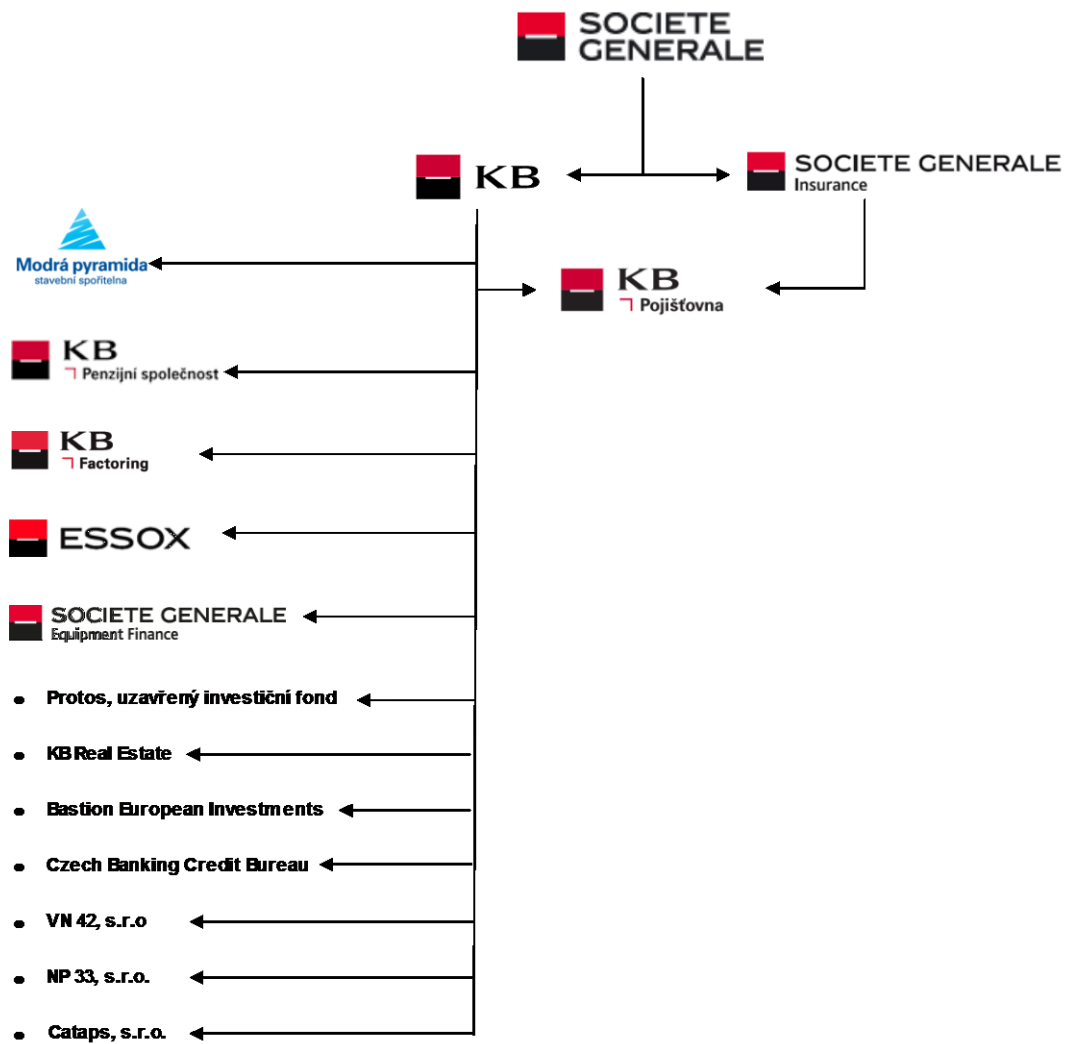 SOCIETE
GENERALE
KB
SOCIETE GENERALE
Insurance
Modrá pyramida
stavební spořitelna
KB
Pojišťovna
KB
Penzijní společnost
KB
Factoring
ESSOX
SOCIETE GENERALE
Equipment Finance
• Protos, uzavřený investiční fond
• KB Real Estate
• Bastion European Investments
• Czech Banking Credit Bureau
• VN 42, s.r.o
• NP 33, s.r.o.
• Cataps, s.r.o.